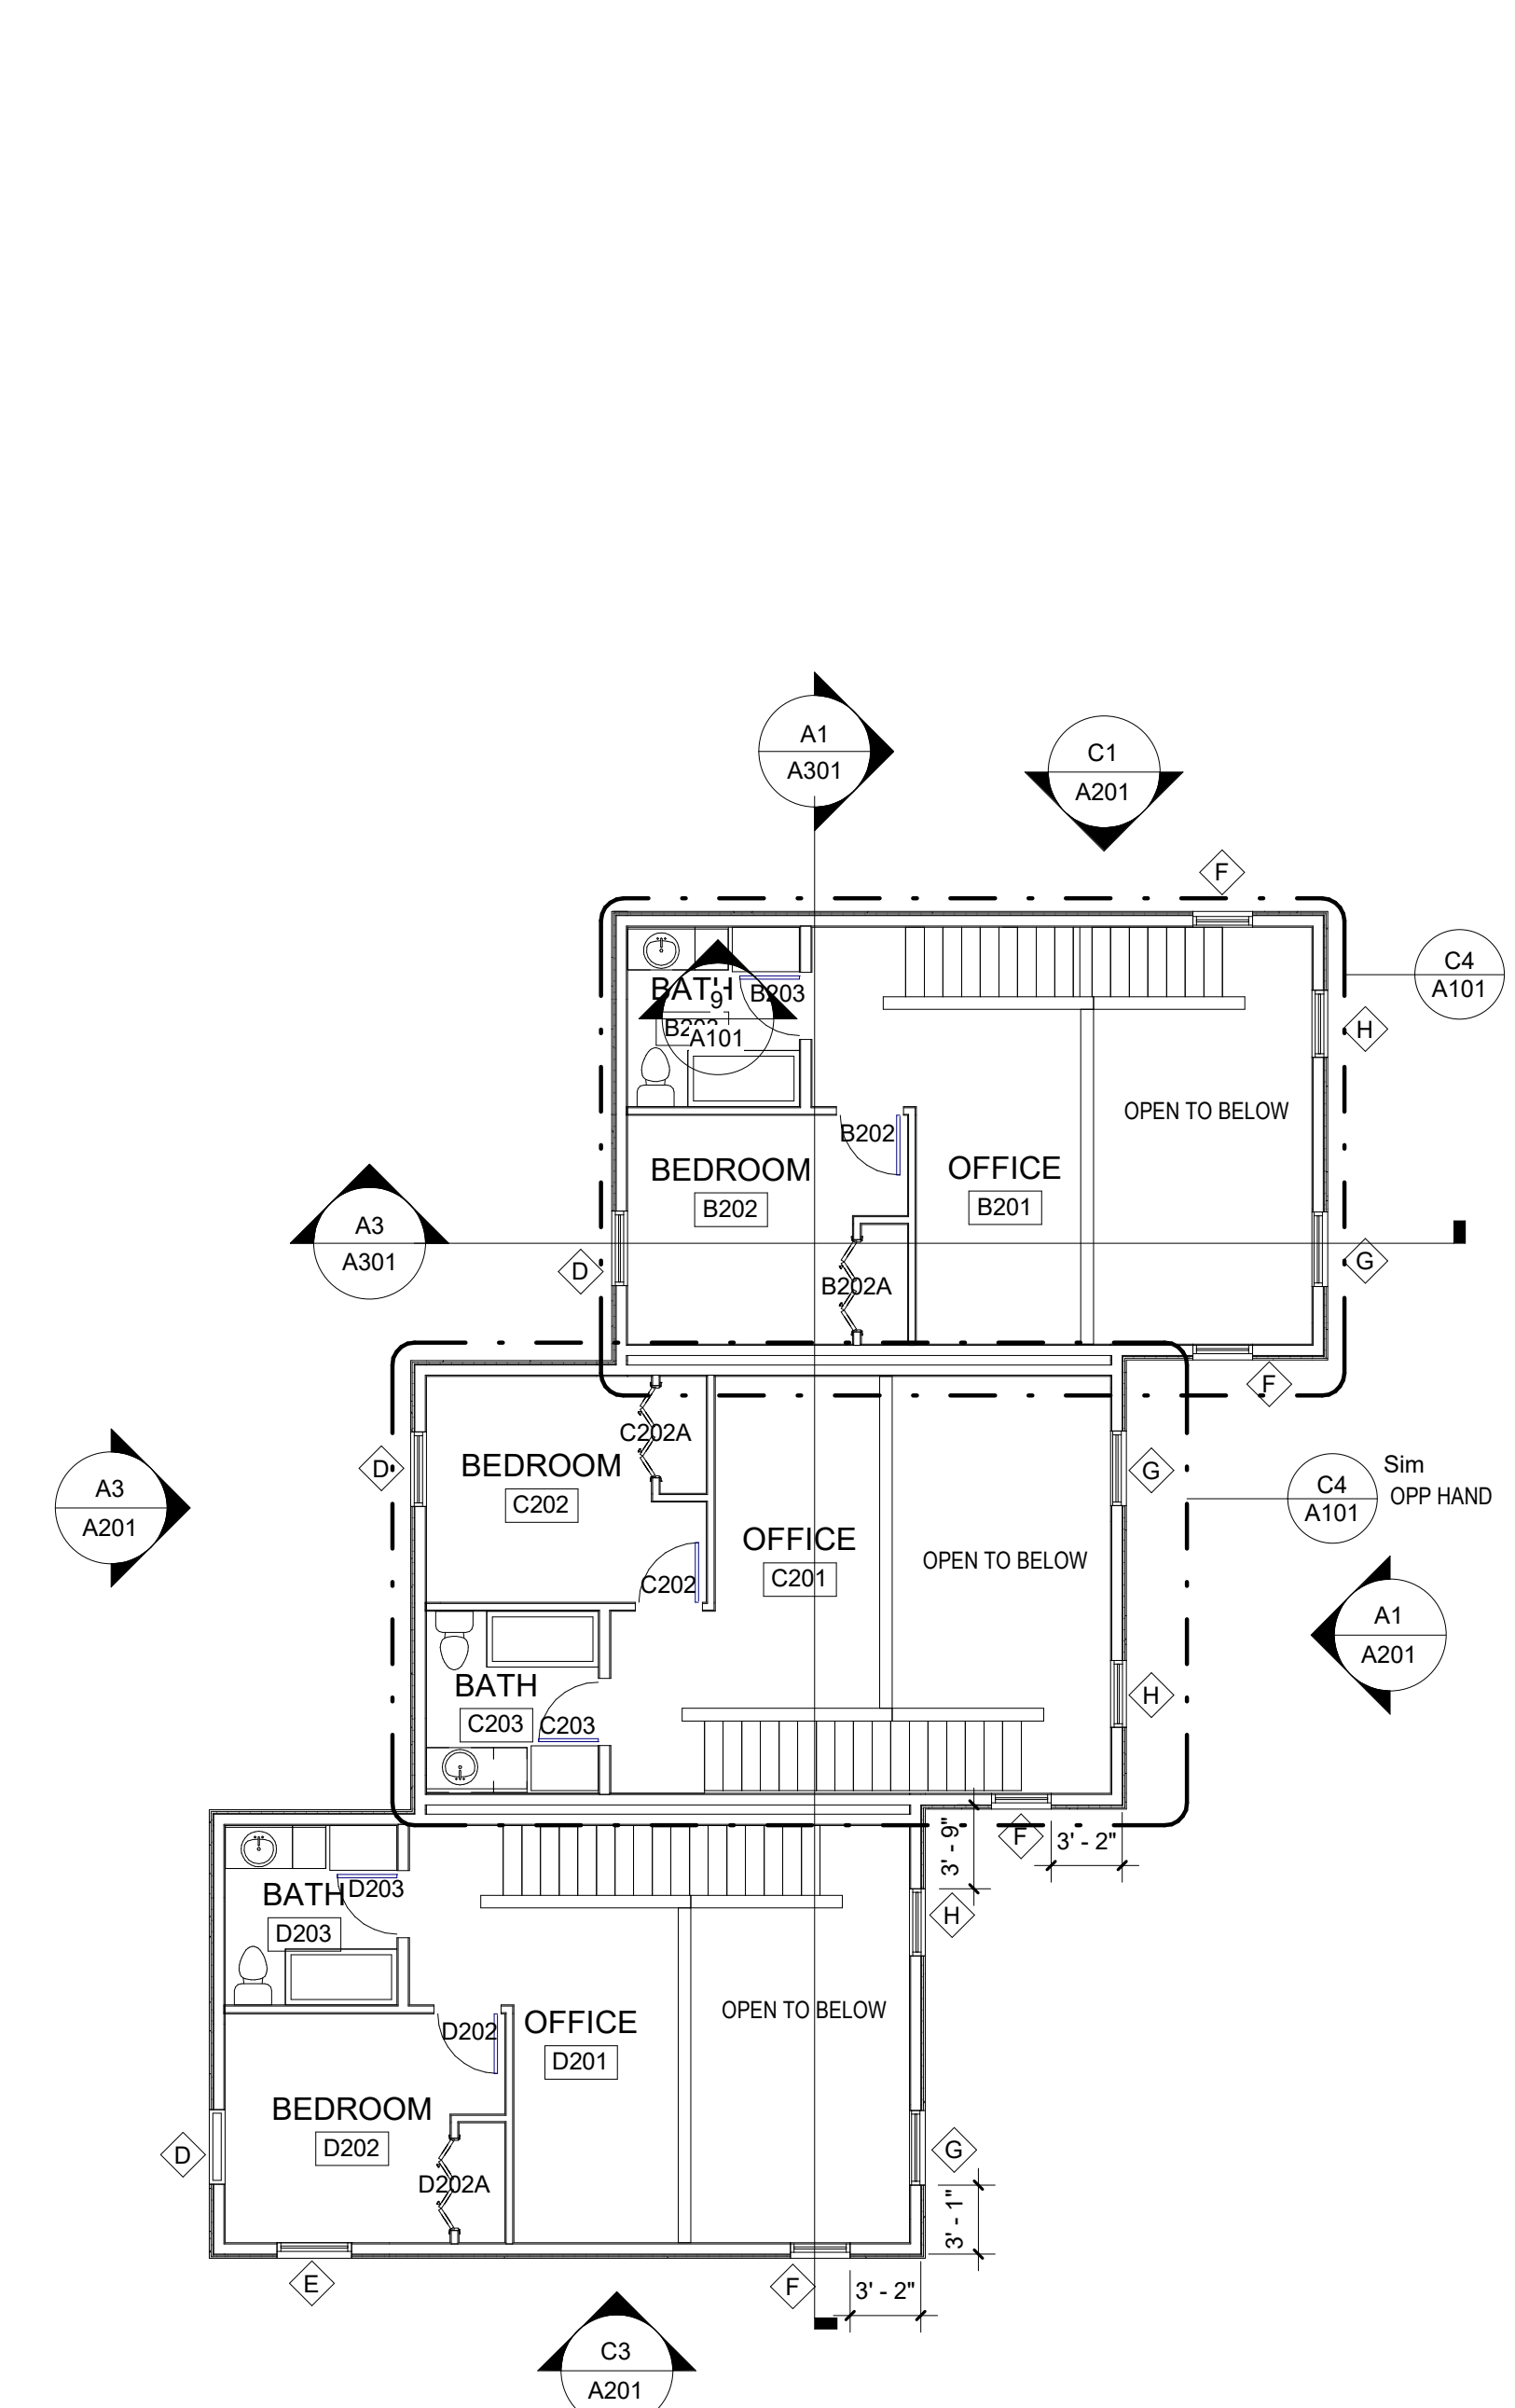 A1
A301
C1
A201
F
C4
A101
BATH
B203
9
A101
H
OPEN TO BELOW
B202
BEDROOM
B202
OFFICE
B201
A3
A301
D
G
B202A
F
C202A
D
BEDROOM
C202
G
Sim
C4
A101
OPP HAND
A3
A201
OFFICE
C201
OPEN TO BELOW
C202
A1
A201
BATH
C203
C203
H
F
3' - 9"
3' - 2"
BATH
D203
D203
H
OPEN TO BELOW
D202
OFFICE
D201
BEDROOM
D202
D
G
D202A
3' - 1"
E
F
3' - 2"
C3
A201